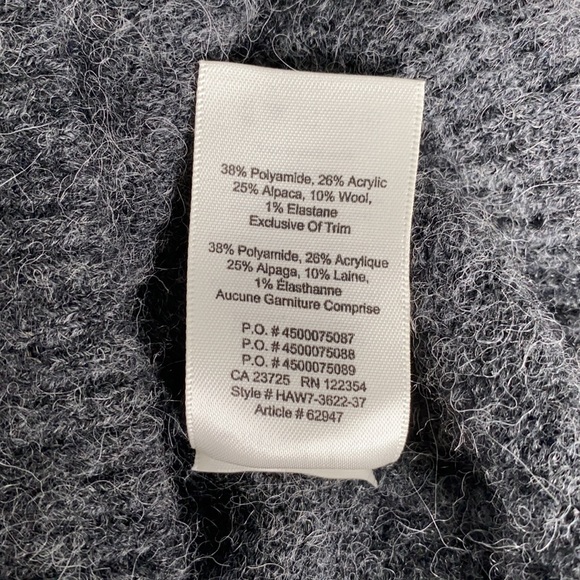 38% Polyamide, 26% Acrylic
25% Alpaca, 10% Wool,
1% Elastane
Exclusive Of Trim
38% Polyamide, 26% Acrylique
25% Alpaga, 10% Laine,
1% Élasthanne
Aucune Garniture Comprise
P.O. # 4500075087
P.O. # 4500075088
P.O. # 4500075089
CA 23725 RN 122354
Style # HAW7-3622-37
Article # 62947